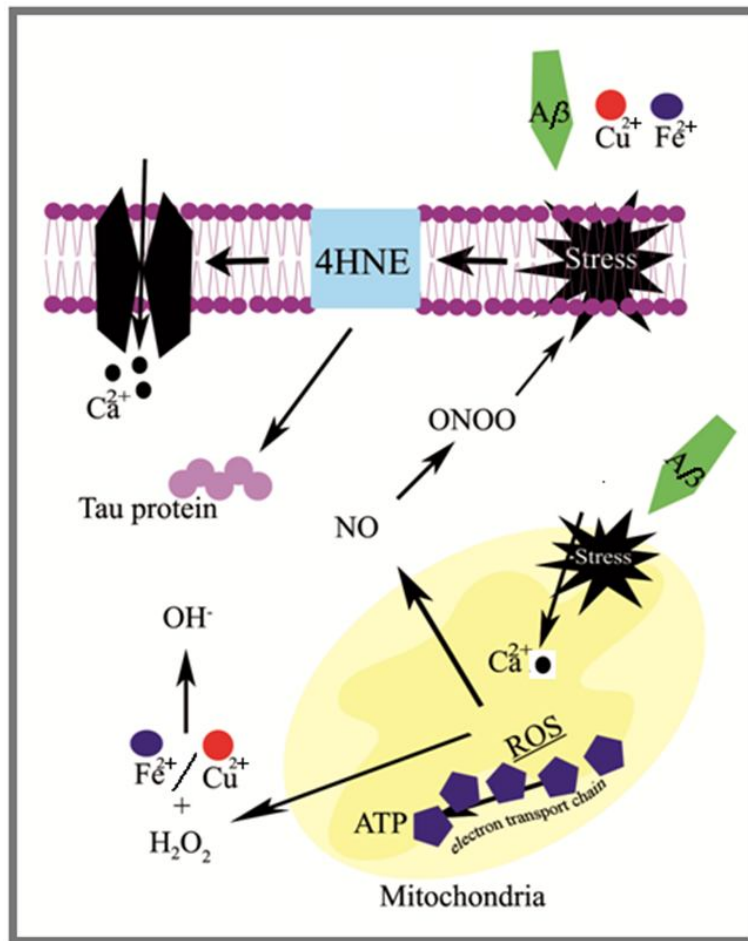 Aβ
Cu2+ Fe2+
4HNE
Stress
Ca2+
ONOO
Aβ
Tau protein
NO
Stress
OH-
Ca2+
ROS
Fe2+ / Cu2+
+
ATP
electron transport chain
H2O2
Mitochondria